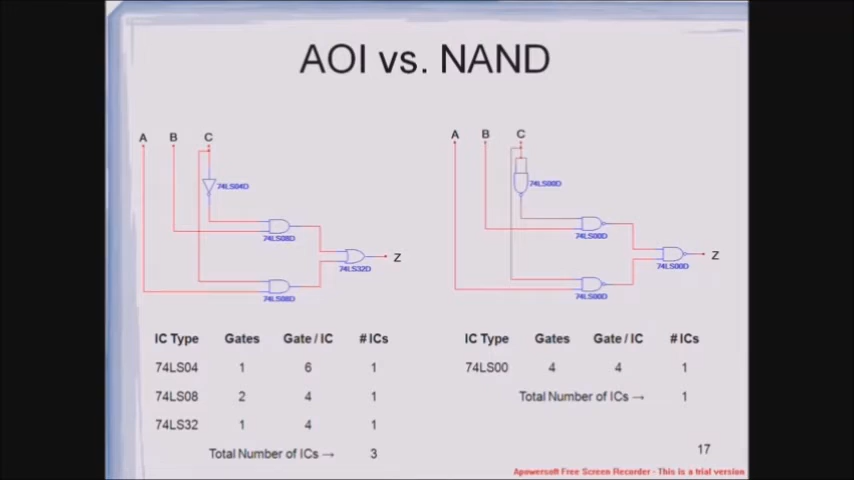 AOI vs. NAND
A B C
74LS04D
74LS08D
74LS32D
Z
74LS08D
A B C
74LS00D
74LS00D
74LS00D
Z
74LS00D
IC Type Gates Gate / IC # ICs
74LS04 1 6 1
74LS08 2 4 1
74LS32 1 4 1
Total Number of ICs → 3
IC Type Gates Gate / IC # ICs
74LS00 4 4 1
Total Number of ICs → 1
17
Apowersoft Free Screen Recorder - This is a trial version